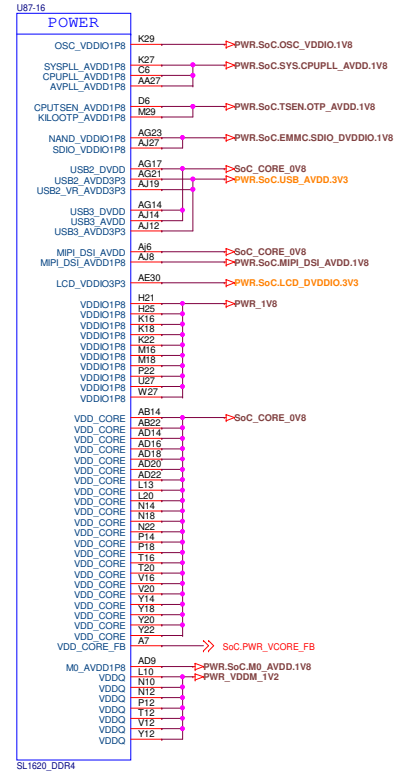 U87-16
POWER
OSC_VDDIO1P8 K29 PWR.SoC.OSC_VDDIO.1V8
SYSPLL_AVDD1P8 K27 PWR.SoC.SYS.CPUPLL_AVDD.1V8
CPUPLL_AVDD1P8 C6
AVPLL_AVDD1P8 AA27
CPUTSEN_AVDD1P8 D6 PWR.SoC.TSEN.OTP_AVDD.1V8
KILOOTP_AVDD1P8 M29
NAND_VDDIO1P8 AG23 PWR.SoC.EMMC.SDIO_DVDDIO.1V8
SDIO_VDDIO1P8 AJ27
USB2_DVDD AG17 SoC_CORE_0V8
USB2_AVDD3P3 AG21 PWR.SoC.USB_AVDD.3V3
USB2_VR_AVDD3P3 AJ19
USB3_DVDD AG14
USB3_AVDD AJ14
USB3_AVDD3P3 AJ12
MIPI_DSI_AVDD Aj6 SoC_CORE_0V8
MIPI_DSI_AVDD1P8 AJ8 PWR.SoC.MIPI_DSI_AVDD.1V8
LCD_VDDIO3P3 AE30 PWR.SoC.LCD_DVDDIO.3V3
VDDIO1P8 H21 PWR_1V8
VDDIO1P8 H25
VDDIO1P8 K16
VDDIO1P8 K18
VDDIO1P8 K22
VDDIO1P8 M16
VDDIO1P8 M18
VDDIO1P8 P22
VDDIO1P8 U27
VDDIO1P8 W27
VDD_CORE AB14 SoC_CORE_0V8
VDD_CORE AB22
VDD_CORE AD14
VDD_CORE AD16
VDD_CORE AD18
VDD_CORE AD20
VDD_CORE AD22
VDD_CORE L13
VDD_CORE L20
VDD_CORE N14
VDD_CORE N18
VDD_CORE N22
VDD_CORE P14
VDD_CORE P18
VDD_CORE T16
VDD_CORE T20
VDD_CORE V16
VDD_CORE V20
VDD_CORE Y14
VDD_CORE Y18
VDD_CORE Y20
VDD_CORE Y22
VDD_CORE_FB A7 SoC.PWR_VCORE_FB
M0_AVDD1P8 AD9 PWR.SoC.M0_AVDD.1V8
VDDQ L10 PWR_VDDM_1V2
VDDQ N10
VDDQ N12
VDDQ P12
VDDQ T12
VDDQ V12
VDDQ Y12
SL1620_DDR4